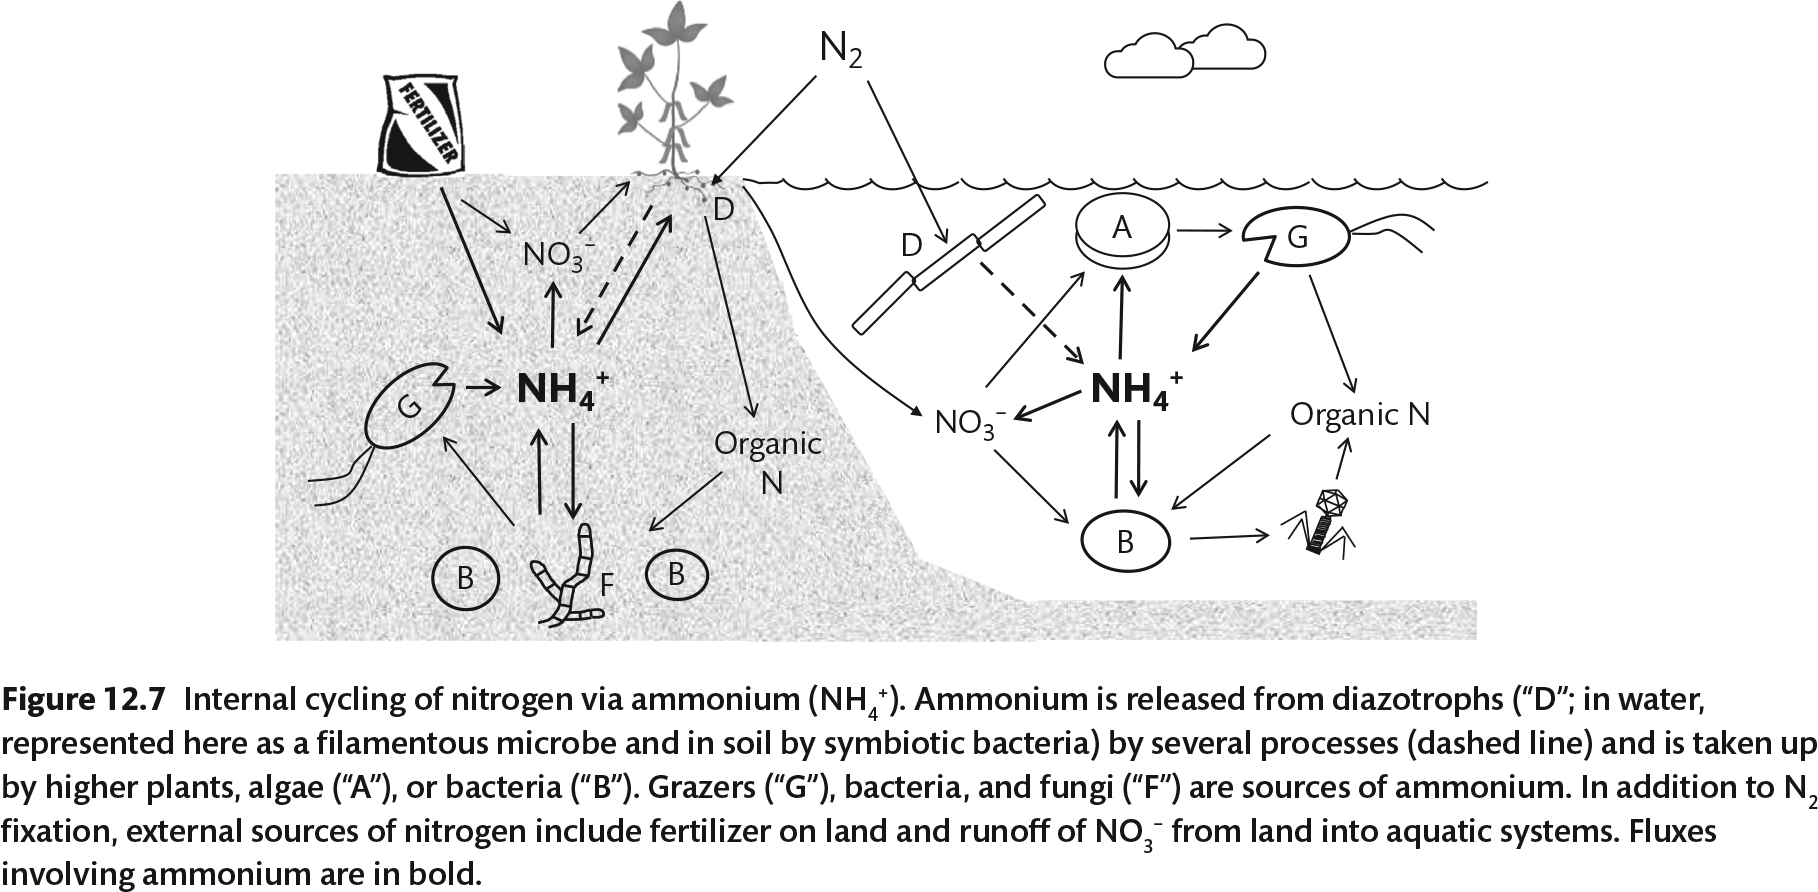 N₂
FERTILIZER
D
NO₃⁻
D
A
G
G
NH₄⁺
NH₄⁺
NO₃⁻
Organic N
Organic
N
B
F
B
B
Figure 12.7 Internal cycling of nitrogen via ammonium (NH₄⁺). Ammonium is released from diazotrophs (“D”; in water,
represented here as a filamentous microbe and in soil by symbiotic bacteria) by several processes (dashed line) and is taken up
by higher plants, algae (“A”), or bacteria (“B”). Grazers (“G”), bacteria, and fungi (“F”) are sources of ammonium. In addition to N₂
fixation, external sources of nitrogen include fertilizer on land and runoff of NO₃⁻ from land into aquatic systems. Fluxes
involving ammonium are in bold.